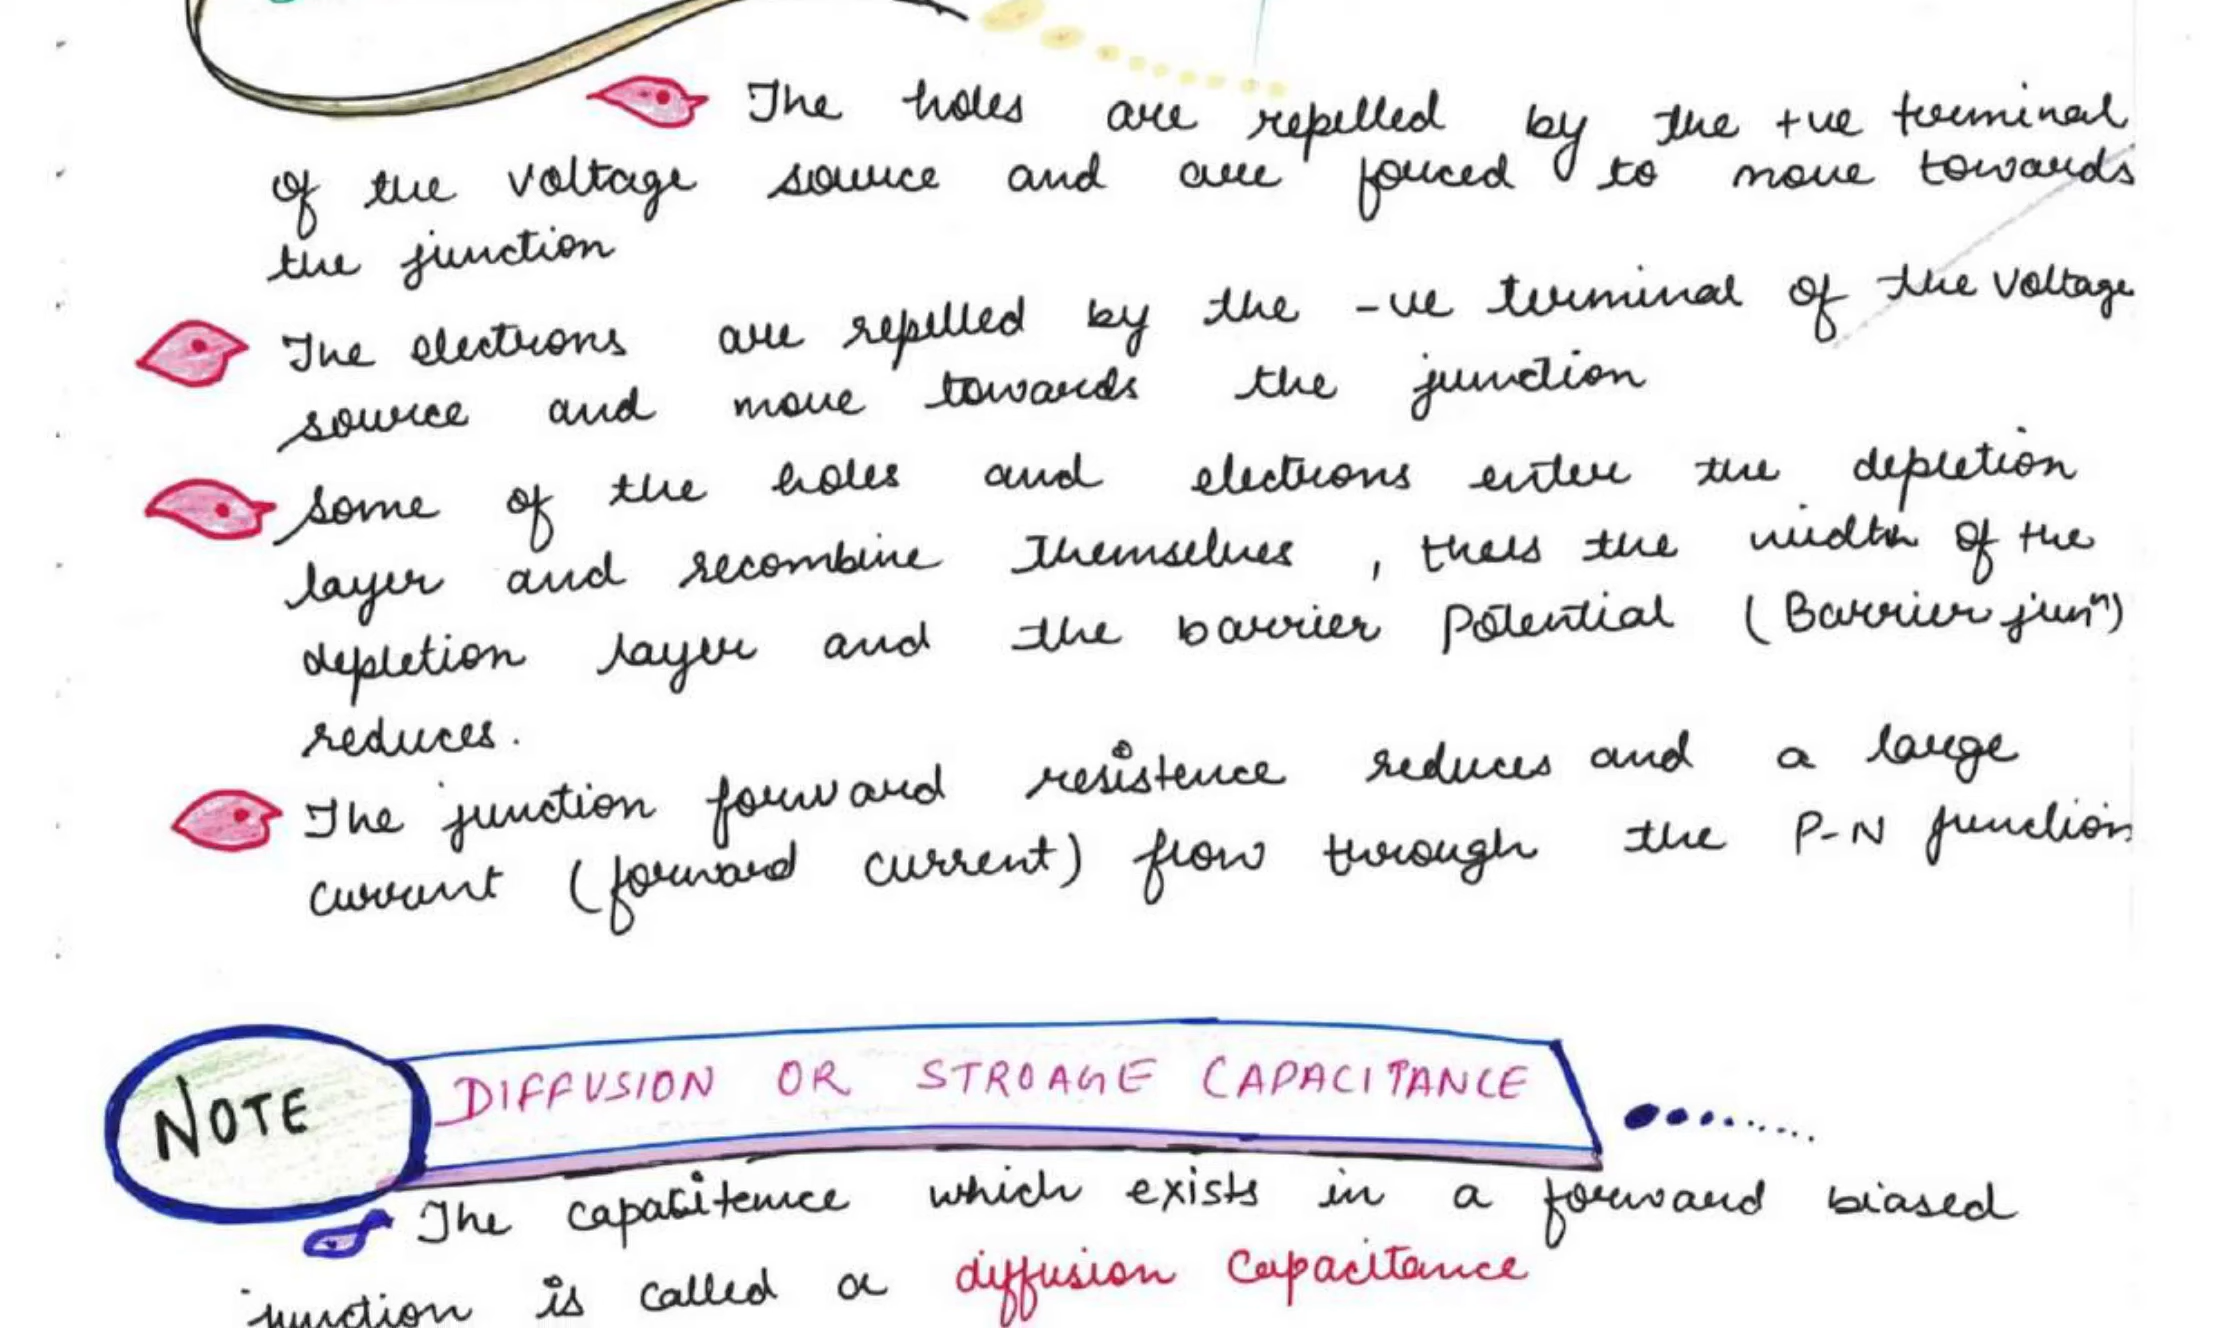 The holes are repelled by the +ve terminal
of the voltage source and are forced to move towards
the junction
The electrons are repelled by the -ve terminal of the voltage
source and move towards the junction
Some of the holes and electrons enter the depletion
layer and recombine Themselves , thus the width of the
depletion layer and the barrier Potential (Barrier junⁿ)
reduces.
The junction forward resistence reduces and a large
current (forward current) flow through the P-N junction
NOTE
DIFFUSION OR STROAGE CAPACITANCE
The capacitence which exists in a forward biased
junction is called a diffusion Capacitance